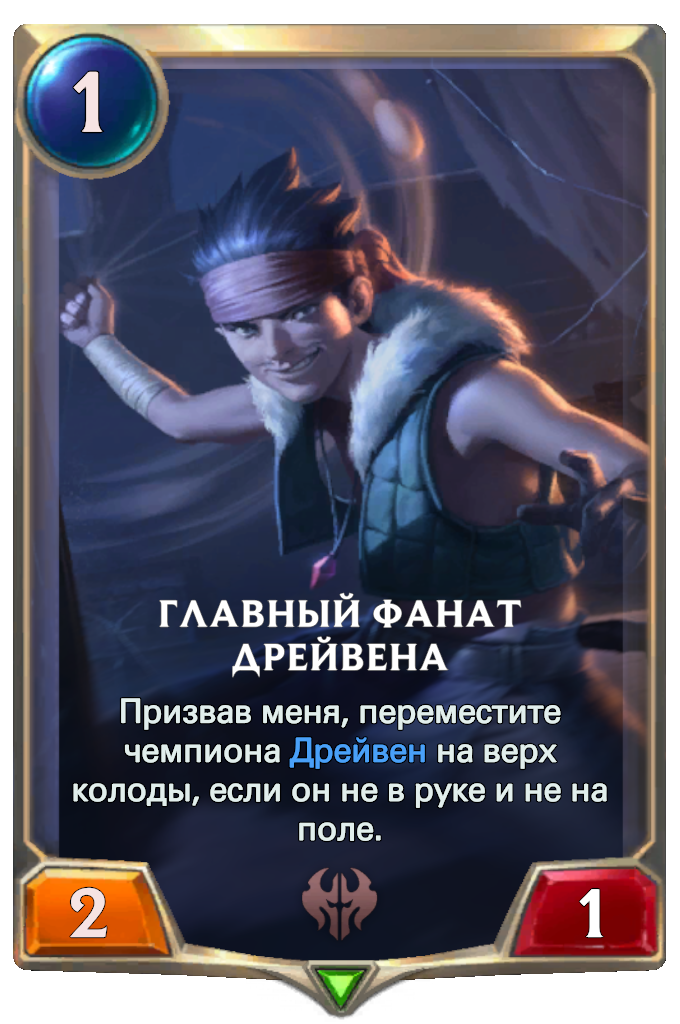 1
ГЛАВНЫЙ ФАНАТ
ДРЕЙВЕНА
Призвав меня, переместите
чемпиона Дрейвен на верх
колоды, если он не в руке и не на
поле.
2
1